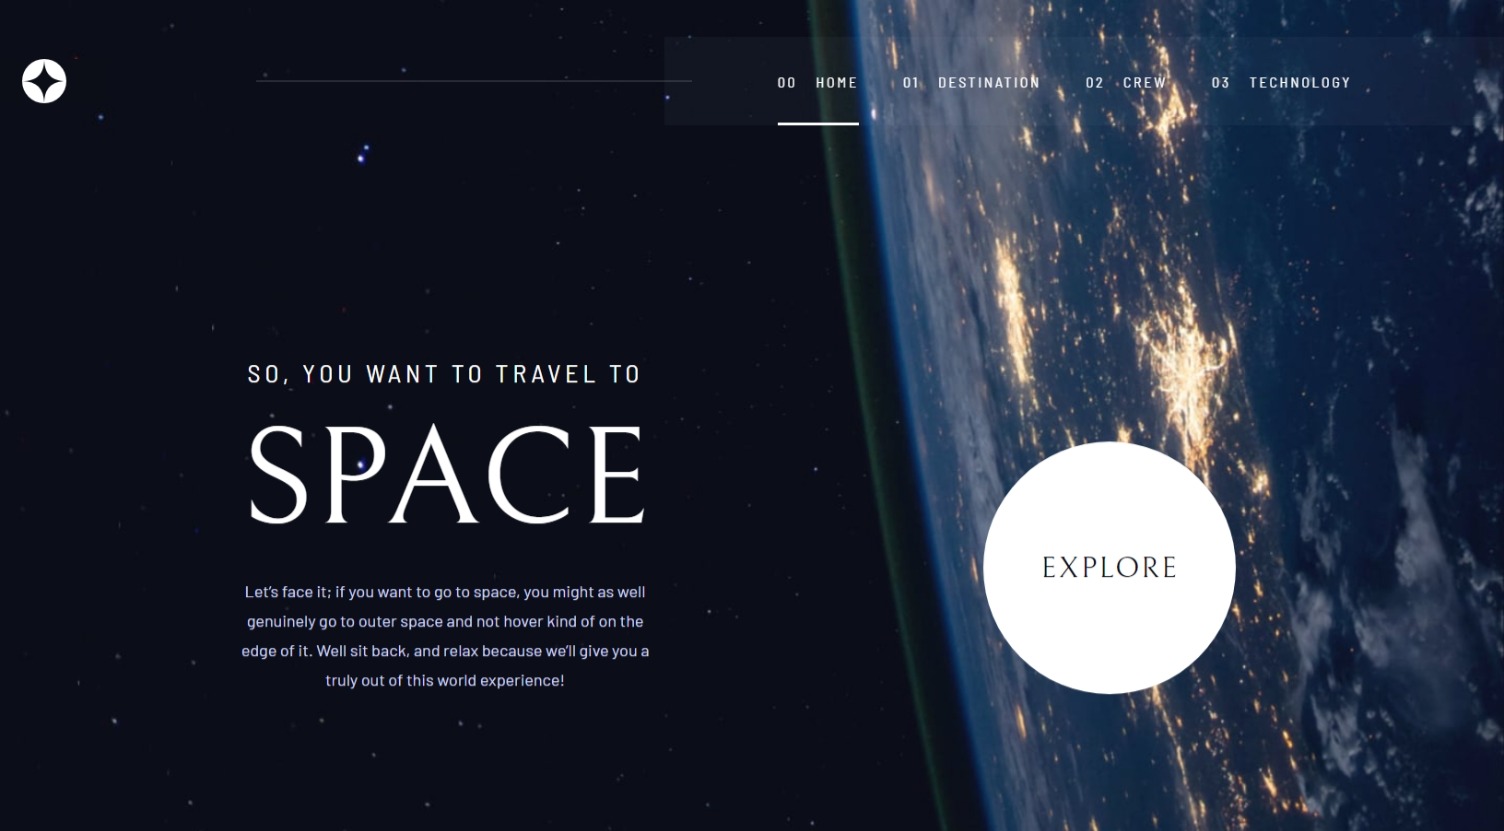 00 HOME 01 DESTINATION 02 CREW 03 TECHNOLOGY
SO, YOU WANT TO TRAVEL TO
SPACE
Let’s face it; if you want to go to space, you might as well
genuinely go to outer space and not hover kind of on the
edge of it. Well sit back, and relax because we’ll give you a
truly out of this world experience!
EXPLORE